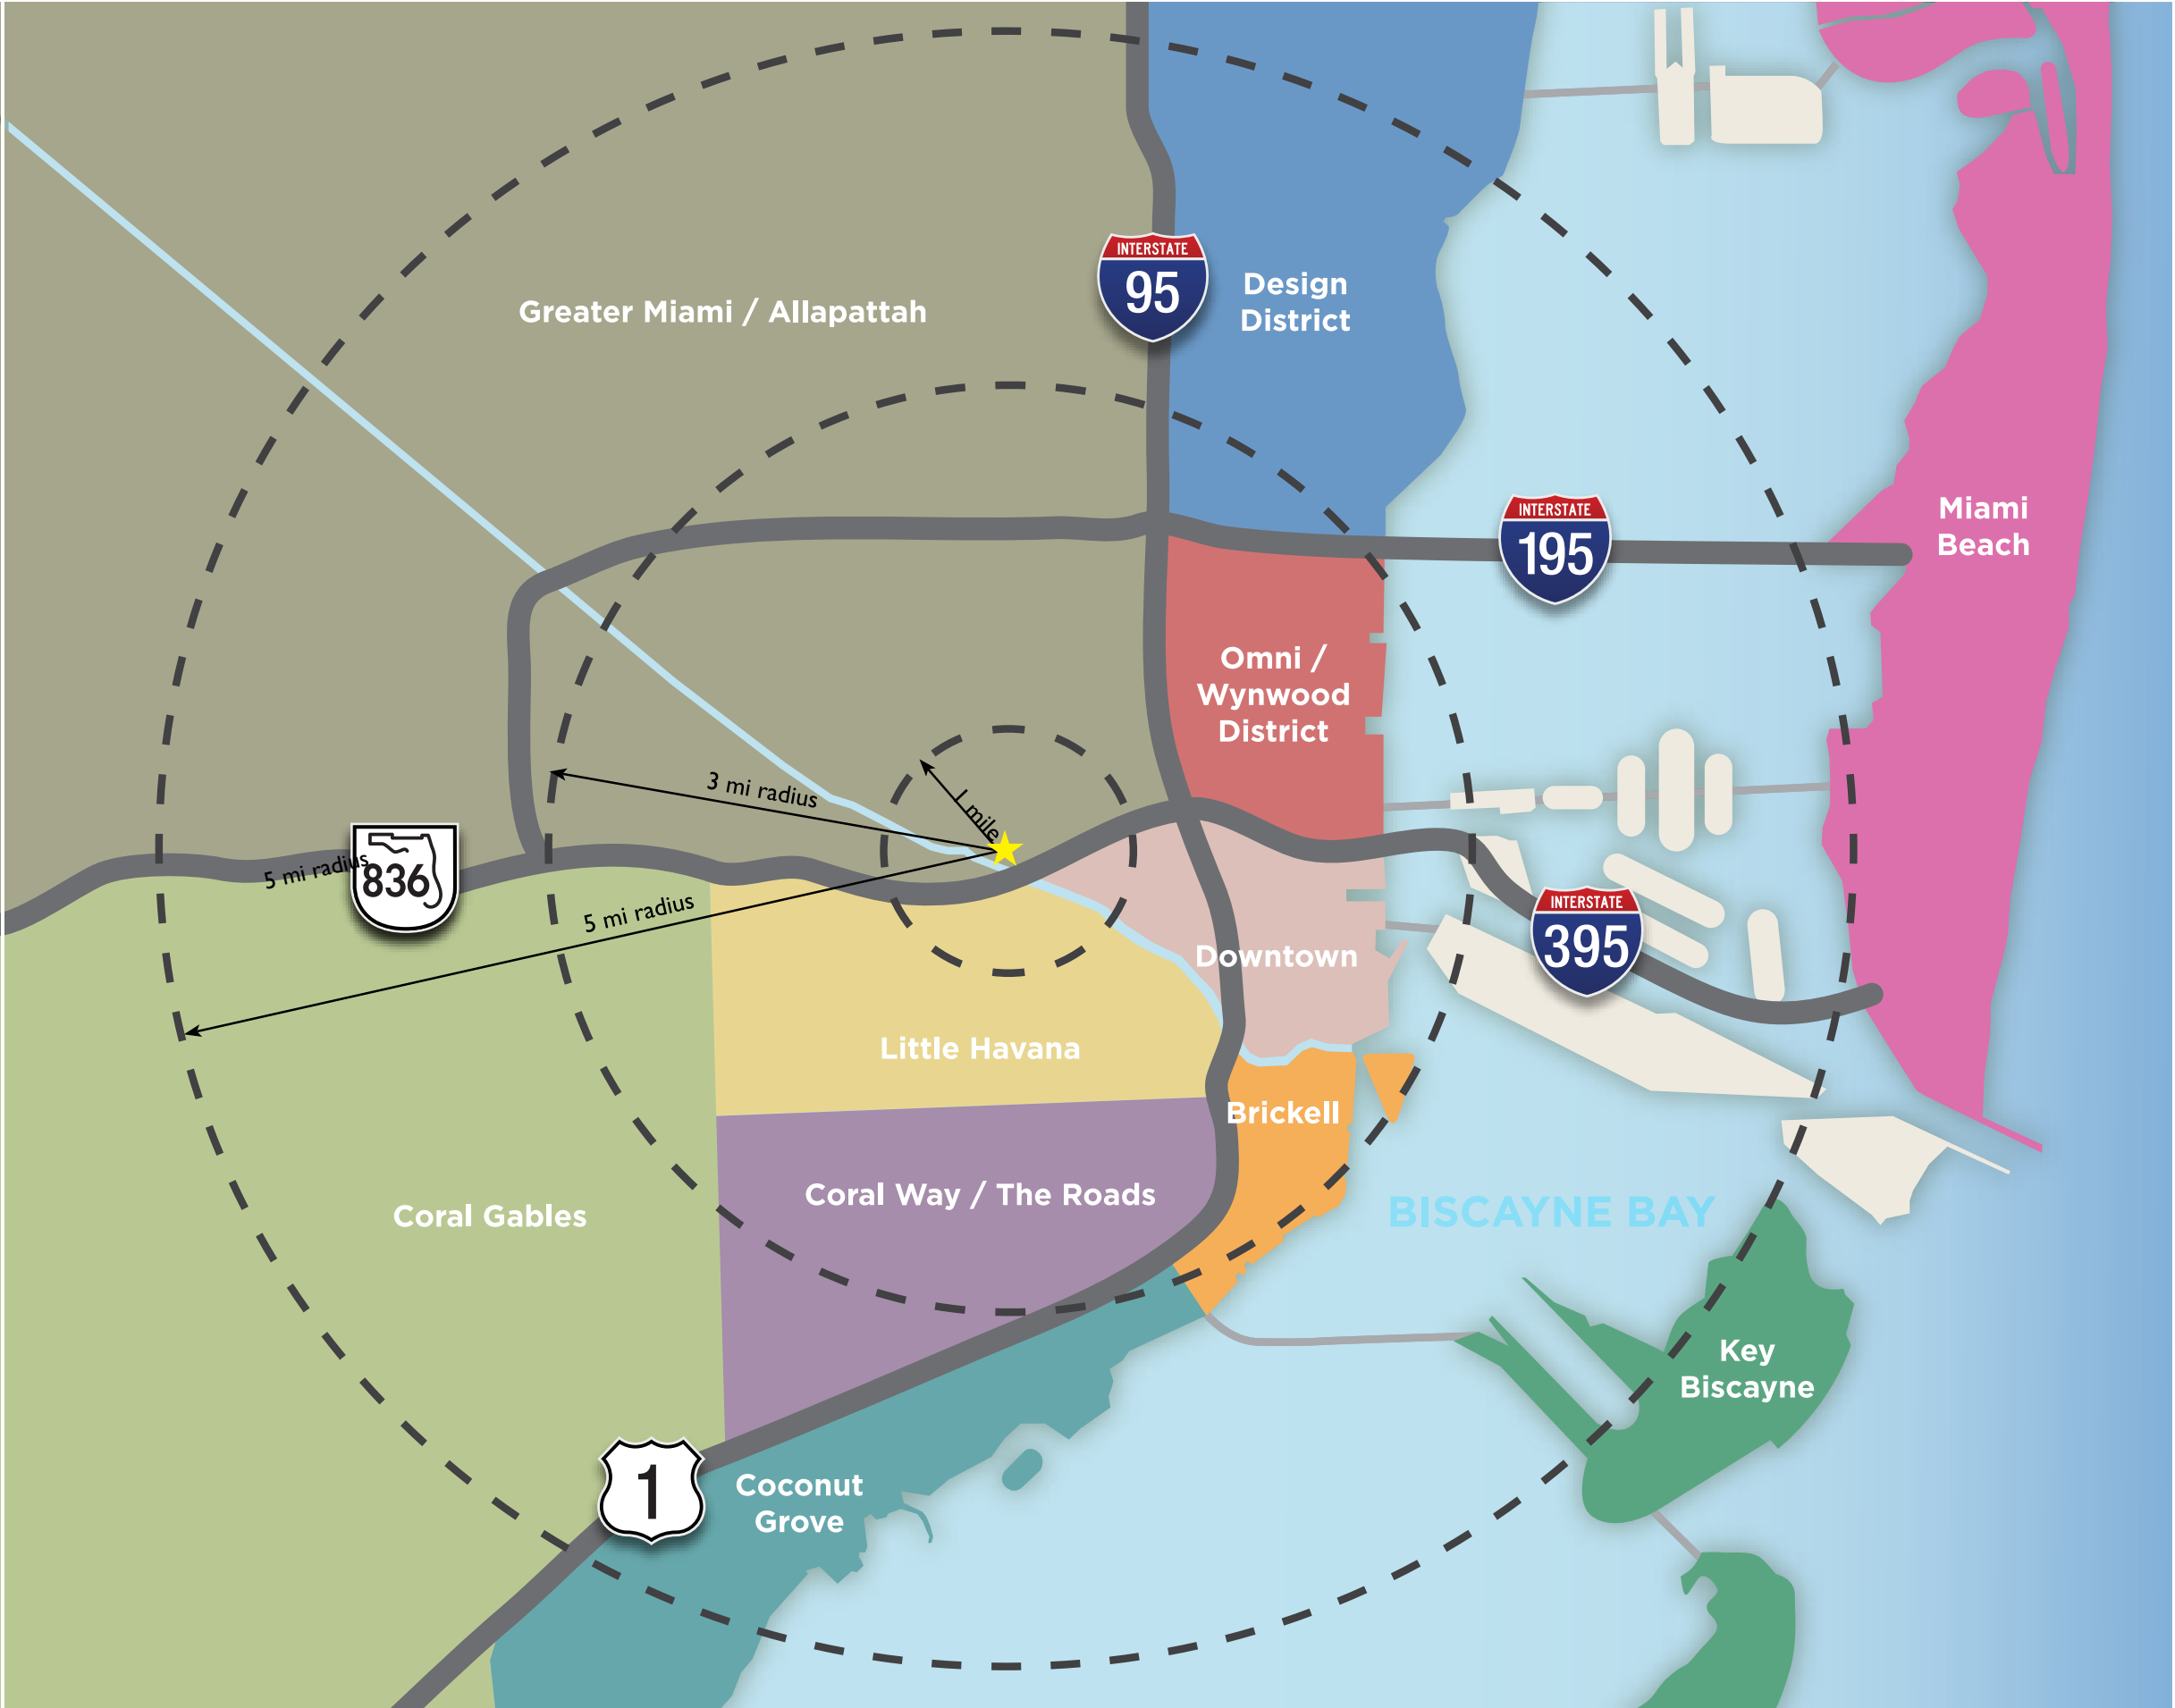 INTERSTATE
95
Design
District
Greater Miami / Allapattah
INTERSTATE
195
Miami
Beach
Omni /
Wynwood
District
3 mi radius
1 mile
5 mi radius
836
5 mi radius
INTERSTATE
395
Downtown
Little Havana
Brickell
Coral Way / The Roads
Coral Gables
BISCAYNE BAY
Key
Biscayne
1
Coconut
Grove